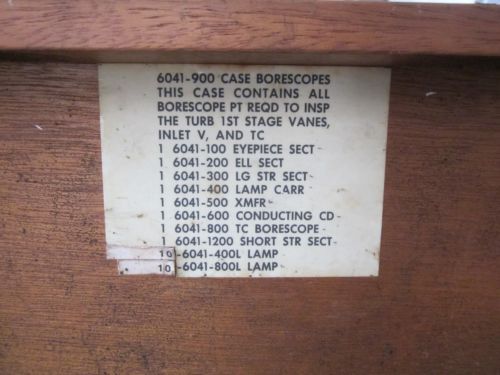 6041-900 CASE BORESCOPES
THIS CASE CONTAINS ALL
BORESCOPE PT REQD TO INSP
THE TURB 1ST STAGE VANES,
INLET V, AND TC
1 6041-100 EYEPIECE SECT
1 6041-200 ELL SECT
1 6041-300 LG STR SECT
1 6041-400 LAMP CARR
1 6041-500 XMFR
1 6041-600 CONDUCTING CD
1 6041-800 TC BORESCOPE
1 6041-1200 SHORT STR SECT
10 -6041-400L LAMP
10 -6041-800L LAMP